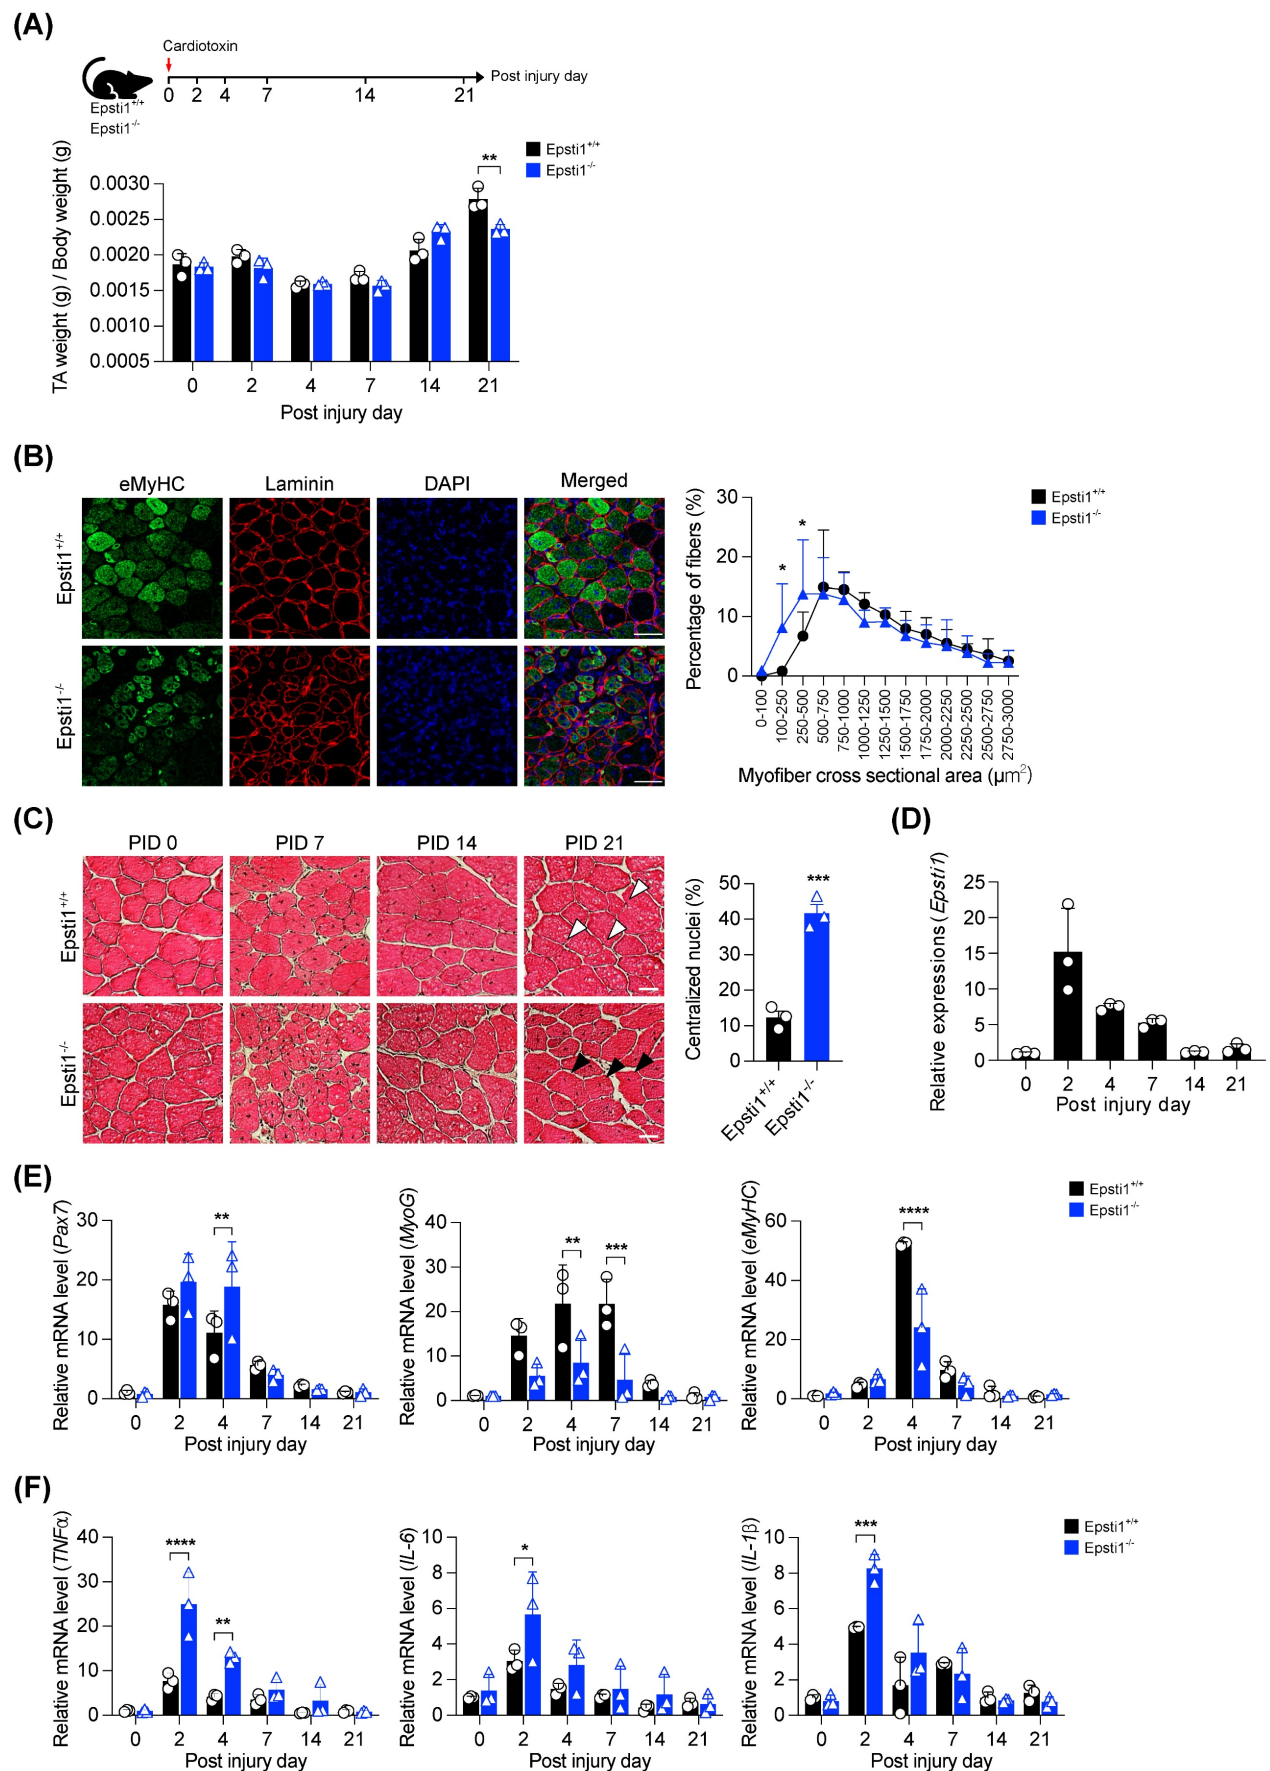 (A)
Cardiotoxin
0 2 4 7 14 21
Post injury day
Epsti1+/+
Epsti1-/-
Epsti1+/+
Epsti1-/-
TA weight (g) / Body weight (g)
**
0.0030
0.0025
0.0020
0.0015
0.0010
0.0005
0 2 4 7 14 21
Post injury day
(B)
eMyHC Laminin DAPI Merged
Epsti1+/+
Epsti1-/-
Percentage of fibers (%)
30
20
10
0
* *
Epsti1+/+
Epsti1-/-
0-100 100-250 250-500 500-750 750-1000 1000-1250 1250-1500 1500-1750 1750-2000 2000-2250 2250-2500 2500-2750 2750-3000
Myofiber cross sectional area (µm2)
(C)
PID 0 PID 7 PID 14 PID 21
Epsti1+/+
Epsti1-/-
Centralized nuclei (%)
***
50
40
30
20
10
0
Epsti1+/+ Epsti1-/-
(D)
Relative expressions (Epsti1)
25
20
15
10
5
0
0 2 4 7 14 21
Post injury day
(E)
Epsti1+/+
Epsti1-/-
Relative mRNA level (Pax7)
**
30
20
10
0
0 2 4 7 14 21
Post injury day
Relative mRNA level (MyoG)
** ***
40
30
20
10
0
0 2 4 7 14 21
Post injury day
Relative mRNA level (eMyHC)
****
60
40
20
0
0 2 4 7 14 21
Post injury day
(F)
Epsti1+/+
Epsti1-/-
Relative mRNA level (TNFα)
**** **
40
30
20
10
0
0 2 4 7 14 21
Post injury day
Relative mRNA level (IL-6)
*
10
8
6
4
2
0
0 2 4 7 14 21
Post injury day
Relative mRNA level (IL-1β)
***
10
8
6
4
2
0
0 2 4 7 14 21
Post injury day